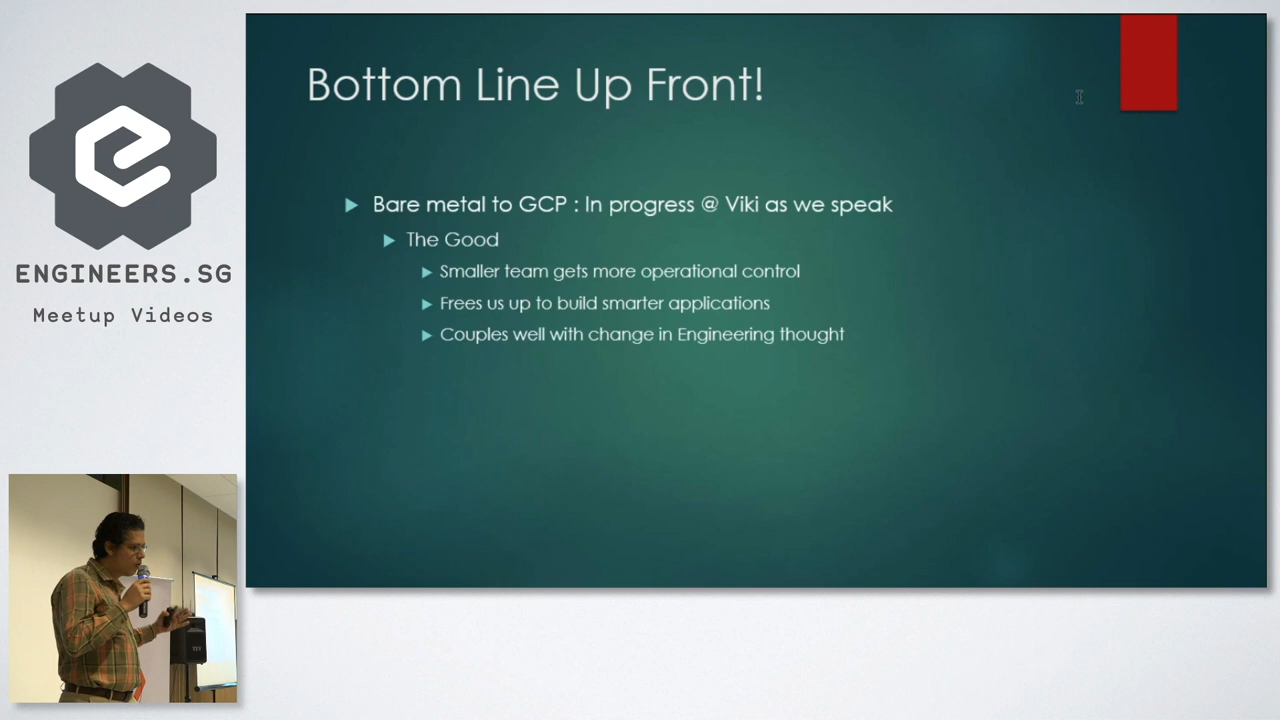 Bottom Line Up Front!
Bare metal to GCP : In progress @ Viki as we speak
The Good
Smaller team gets more operational control
Frees us up to build smarter applications
Couples well with change in Engineering thought
ENGINEERS.SG
Meetup Videos